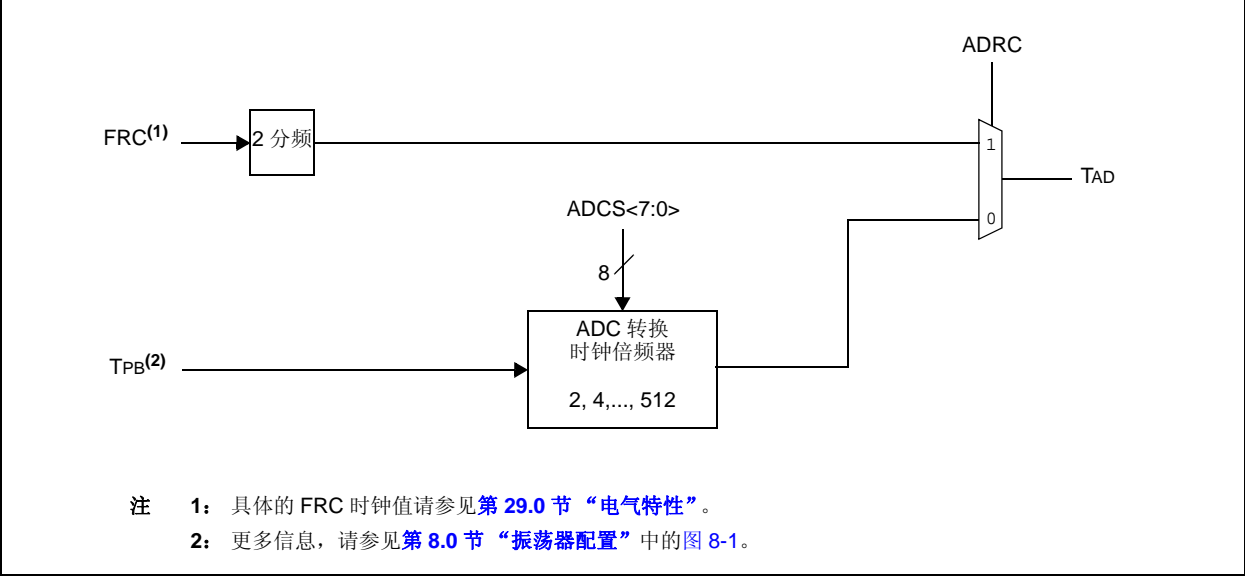 ADRC
FRC(1)
2 分频
1
TAD
ADCS<7:0>
0
8
ADC 转换
时钟倍频器
2, 4,..., 512
TPB(2)
注 1： 具体的 FRC 时钟值请参见第 29.0 节 “电气特性”。
2： 更多信息，请参见第 8.0 节 “振荡器配置”中的图 8-1。